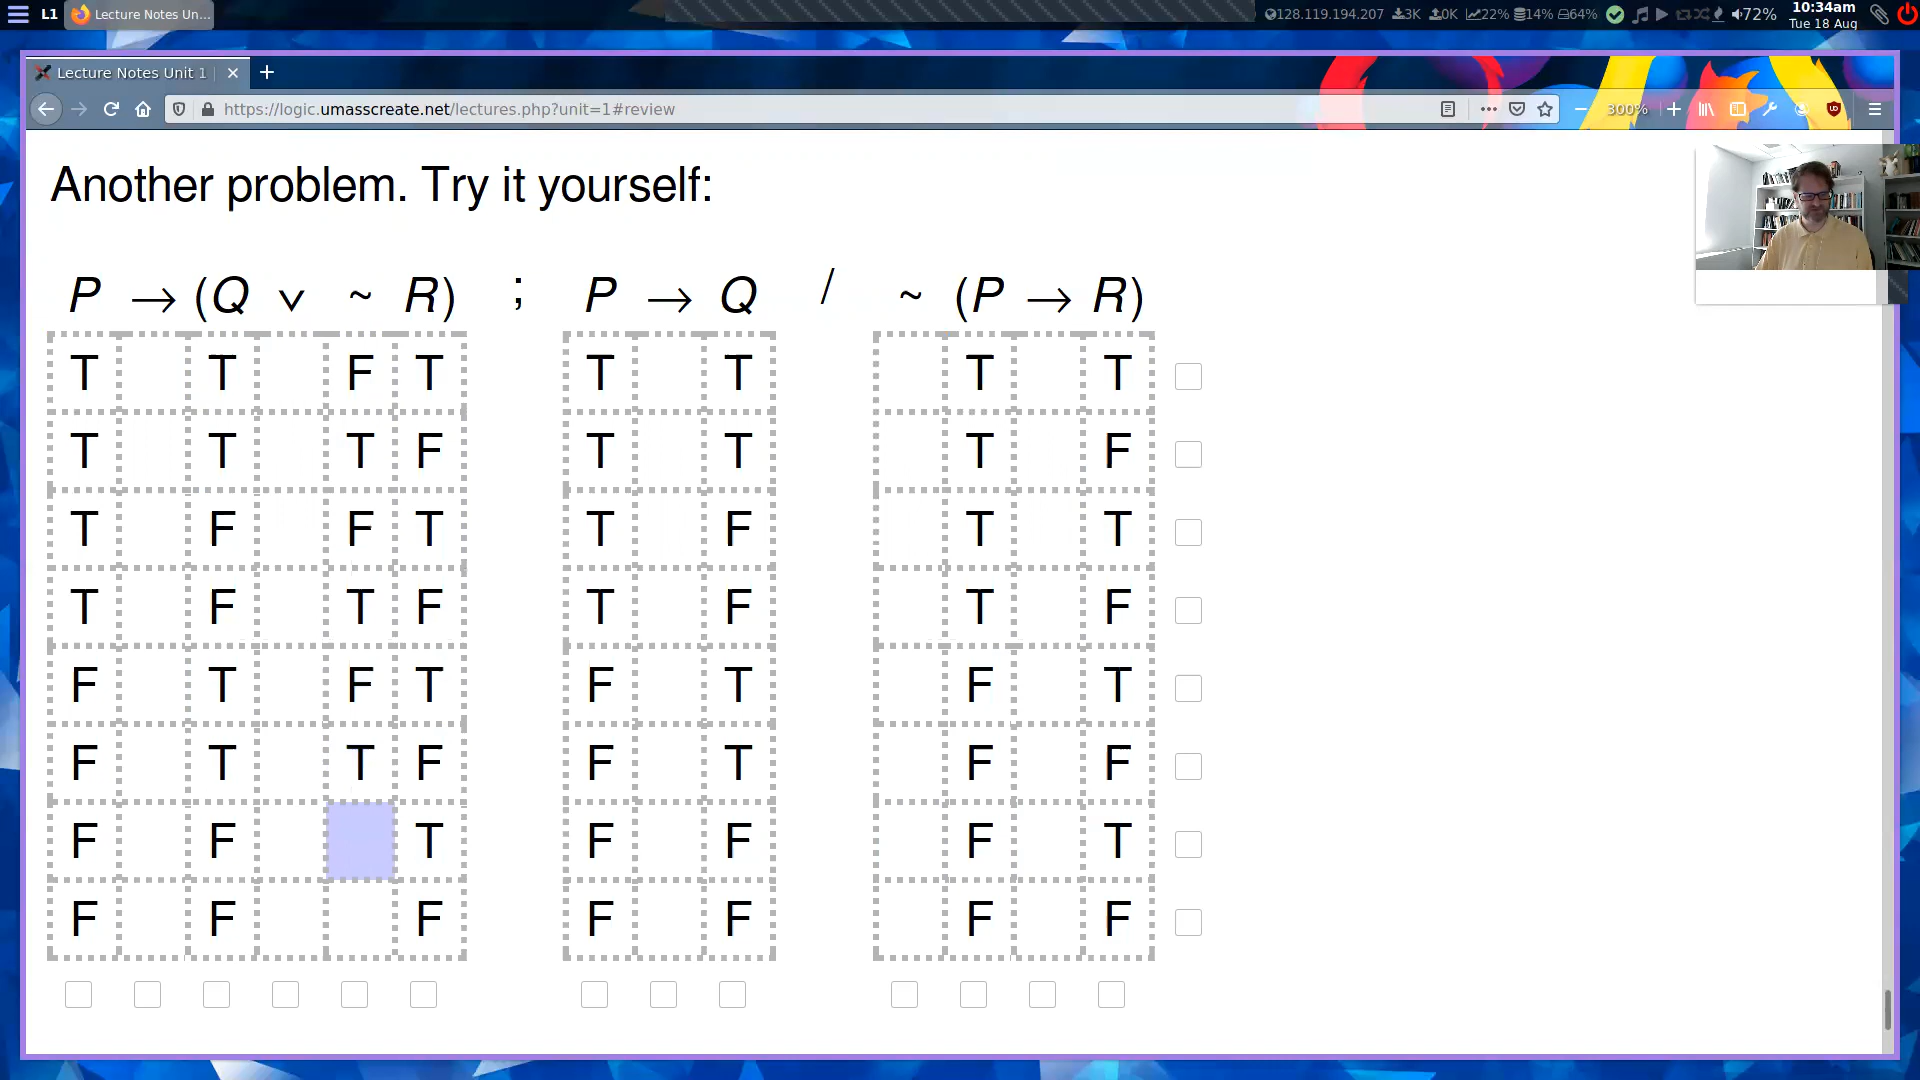 L1 Lecture Notes Un... 128.119.194.207 3K 0K 22% 14% 64% 72% 10:34am
Tue 18 Aug
Lecture Notes Unit 1
https://logic.umasscreate.net/lectures.php?unit=1#review 300%
Another problem. Try it yourself:
P → (Q ∨ ~ R) ; P → Q / ~ (P → R)
T T F T T T T T
T T T F T T T F
T F F T T F T T
T F T F T F T F
F T F T F T F T
F T T F F T F F
F F T F F F T
F F F F F F F